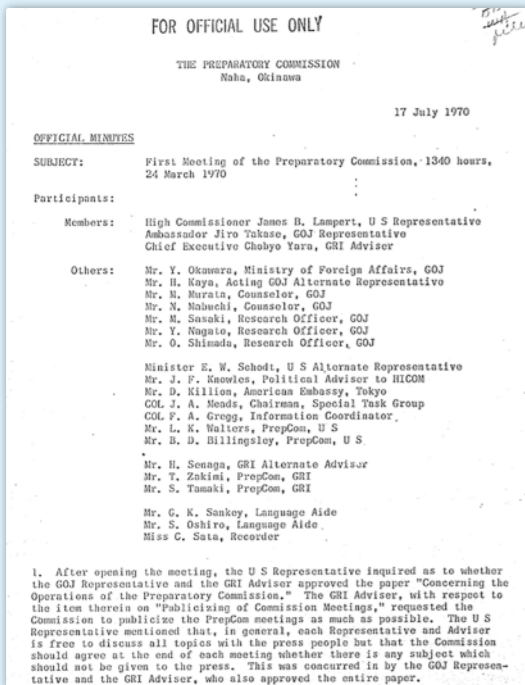 FOR OFFICIAL USE ONLY
THE PREPARATORY COMMISSION
Naha, Okinawa
17 July 1970
OFFICIAL MINUTES
SUBJECT: First Meeting of the Preparatory Commission, 1340 hours,
24 March 1970
Participants:
Members: High Commissioner James B. Lampert, U S Representative
Ambassador Jiro Takase, GOJ Representative
Chief Executive Chobyo Yara, GRI Adviser
Others: Mr. Y. Okawara, Ministry of Foreign Affairs, GOJ
Mr. H. Kaya, Acting GOJ Alternate Representative
Mr. M. Murata, Counselor, GOJ
Mr. N. Mabuchi, Counselor, GOJ
Mr. M. Sasaki, Research Officer, GOJ
Mr. Y. Nagato, Research Officer, GOJ
Mr. O. Shimada, Research Officer, GOJ
Minister E. W. Schodt, U S Alternate Representative
Mr. J. F. Knowles, Political Adviser to HICOM
Mr. D. Killion, American Embassy, Tokyo
COL J. A. Meads, Chairman, Special Task Group
COL F. A. Gregg, Information Coordinator
Mr. L. K. Walters, PrepCom, U S
Mr. B. D. Billingsley, PrepCom, U S
Mr. H. Senaga, GRI Alternate Adviser
Mr. T. Zakimi, PrepCom, GRI
Mr. S. Tamaki, PrepCom, GRI
Mr. G. K. Sankey, Language Aide
Mr. S. Oshiro, Language Aide
Miss C. Sata, Recorder
1. After opening the meeting, the U S Representative inquired as to whether
the GOJ Representative and the GRI Adviser approved the paper "Concerning the
Operations of the Preparatory Commission." The GRI Adviser, with respect to
the item therein on "Publicizing of Commission Meetings," requested the
Commission to publicize the PrepCom meetings as much as possible. The U S
Representative mentioned that, in general, each Representative and Adviser
is free to discuss all topics with the press people but that the Commission
should agree at the end of each meeting whether there is any subject which
should not be given to the press. This was concurred in by the GOJ Represen-
tative and the GRI Adviser, who also approved the entire paper.